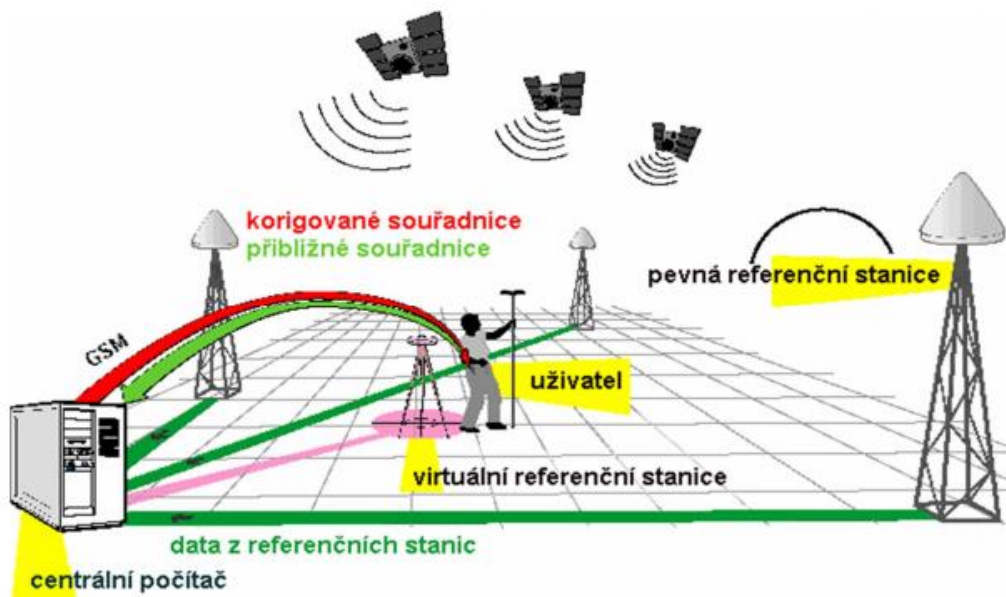 korigované souřadnice
přibližné souřadnice
pevná referenční stanice
GSM
uživatel
virtuální referenční stanice
data z referenčních stanic
centrální počítač